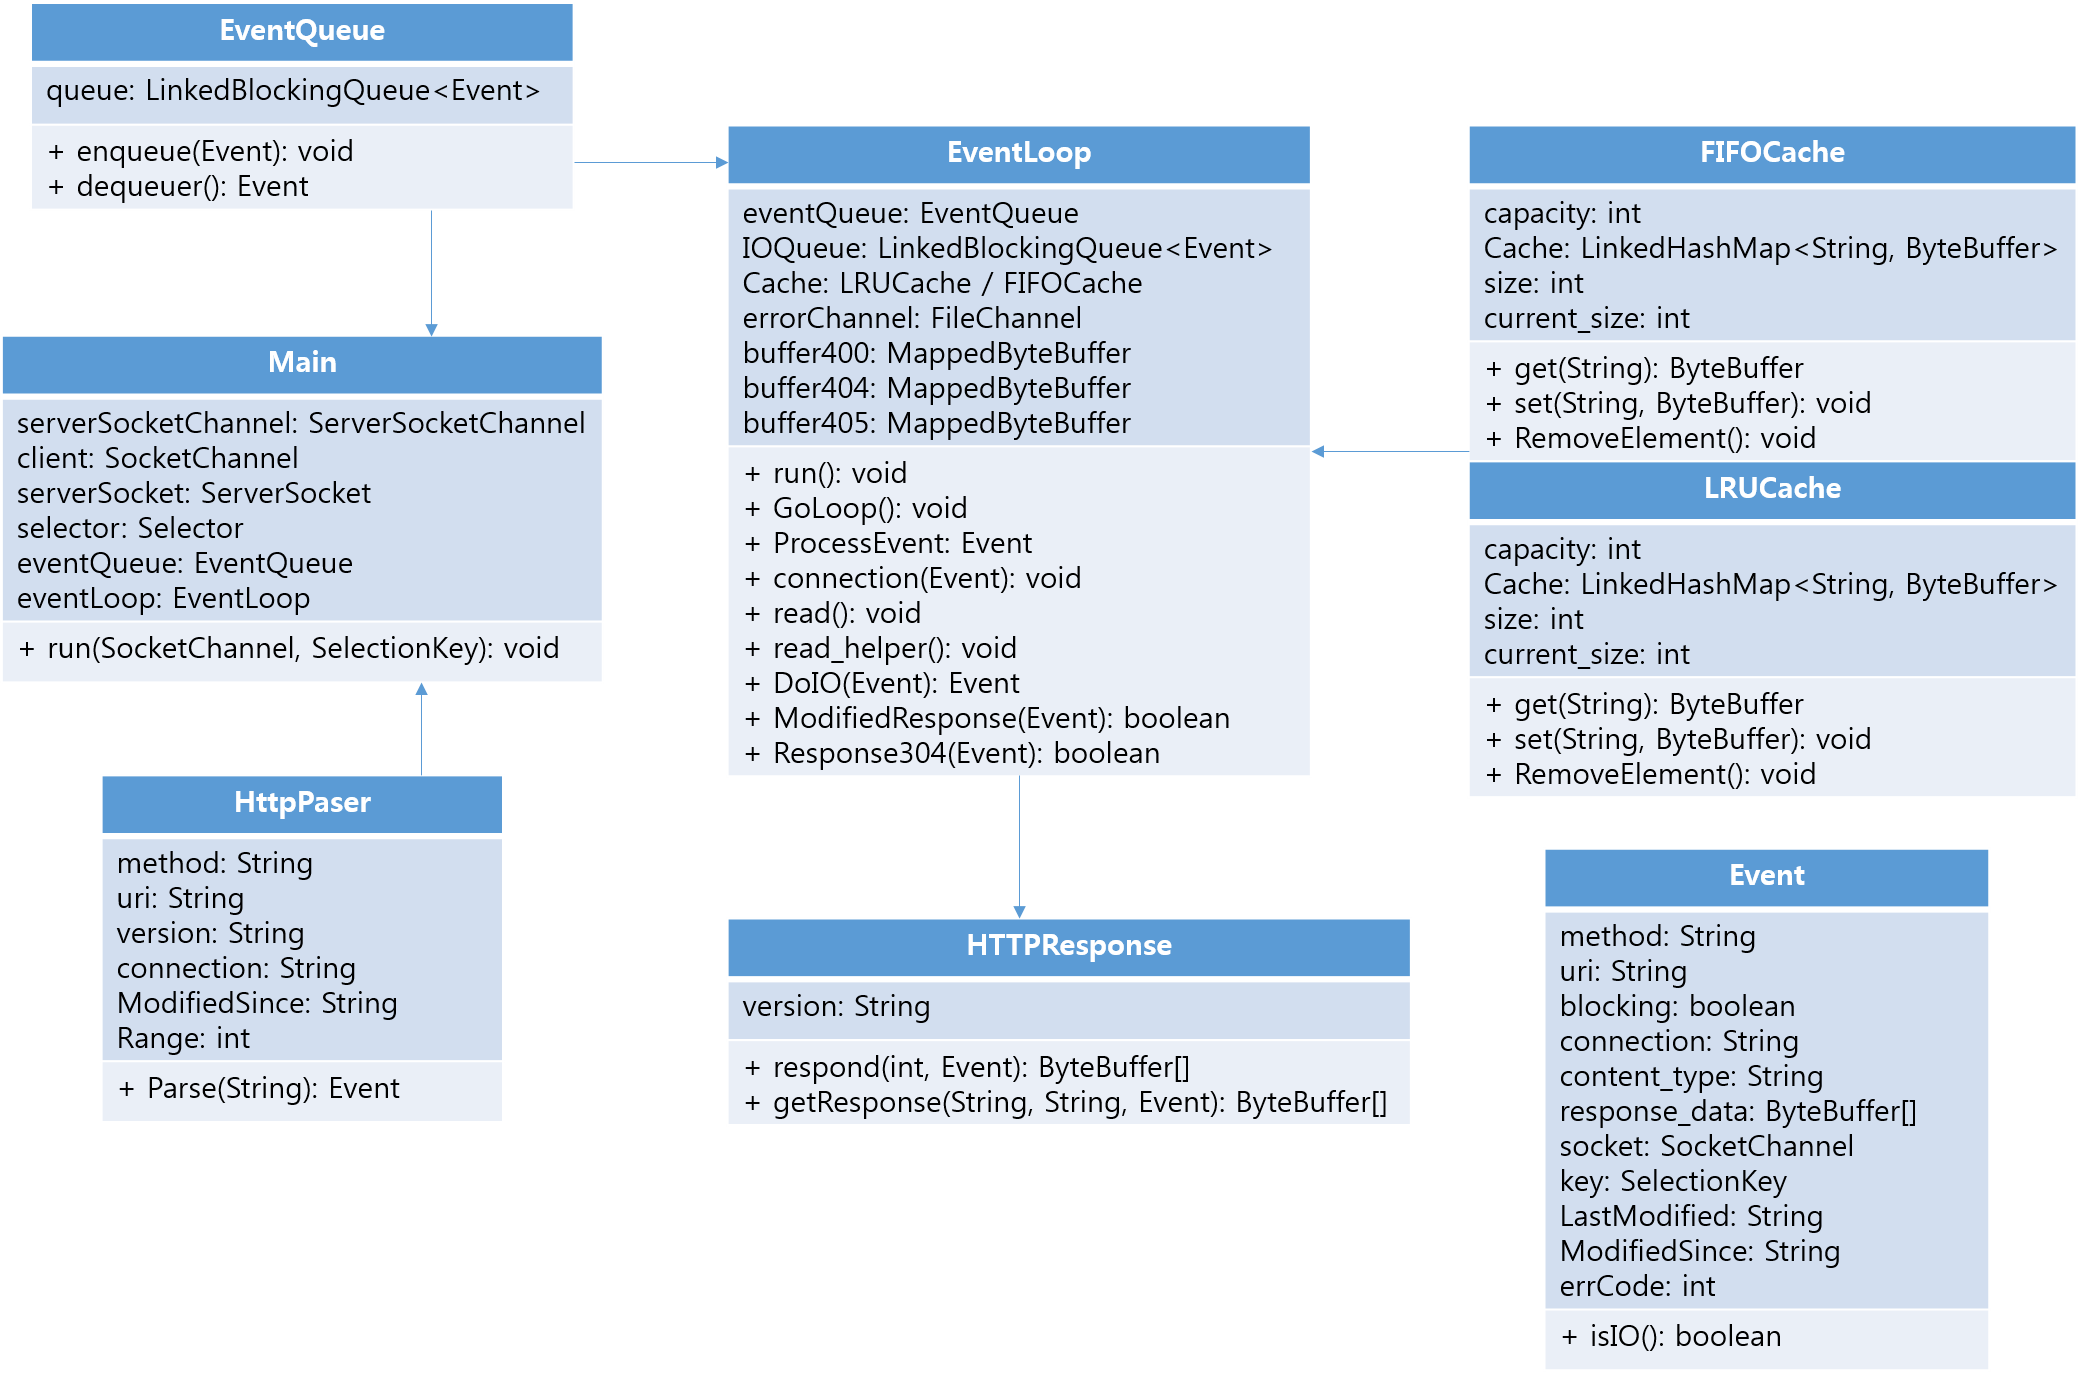 EventQueue
queue: LinkedBlockingQueue<Event>
+ enqueue(Event): void
+ dequeuer(): Event
Main
serverSocketChannel: ServerSocketChannel
client: SocketChannel
serverSocket: ServerSocket
selector: Selector
eventQueue: EventQueue
eventLoop: EventLoop
+ run(SocketChannel, SelectionKey): void
HttpPaser
method: String
uri: String
version: String
connection: String
ModifiedSince: String
Range: int
+ Parse(String): Event
EventLoop
eventQueue: EventQueue
IOQueue: LinkedBlockingQueue<Event>
Cache: LRUCache / FIFOCache
errorChannel: FileChannel
buffer400: MappedByteBuffer
buffer404: MappedByteBuffer
buffer405: MappedByteBuffer
+ run(): void
+ GoLoop(): void
+ ProcessEvent: Event
+ connection(Event): void
+ read(): void
+ read_helper(): void
+ DoIO(Event): Event
+ ModifiedResponse(Event): boolean
+ Response304(Event): boolean
HTTPResponse
version: String
+ respond(int, Event): ByteBuffer[]
+ getResponse(String, String, Event): ByteBuffer[]
FIFOCache
capacity: int
Cache: LinkedHashMap<String, ByteBuffer>
size: int
current_size: int
+ get(String): ByteBuffer
+ set(String, ByteBuffer): void
+ RemoveElement(): void
LRUCache
capacity: int
Cache: LinkedHashMap<String, ByteBuffer>
size: int
current_size: int
+ get(String): ByteBuffer
+ set(String, ByteBuffer): void
+ RemoveElement(): void
Event
method: String
uri: String
blocking: boolean
connection: String
content_type: String
response_data: ByteBuffer[]
socket: SocketChannel
key: SelectionKey
LastModified: String
ModifiedSince: String
errCode: int
+ isIO(): boolean